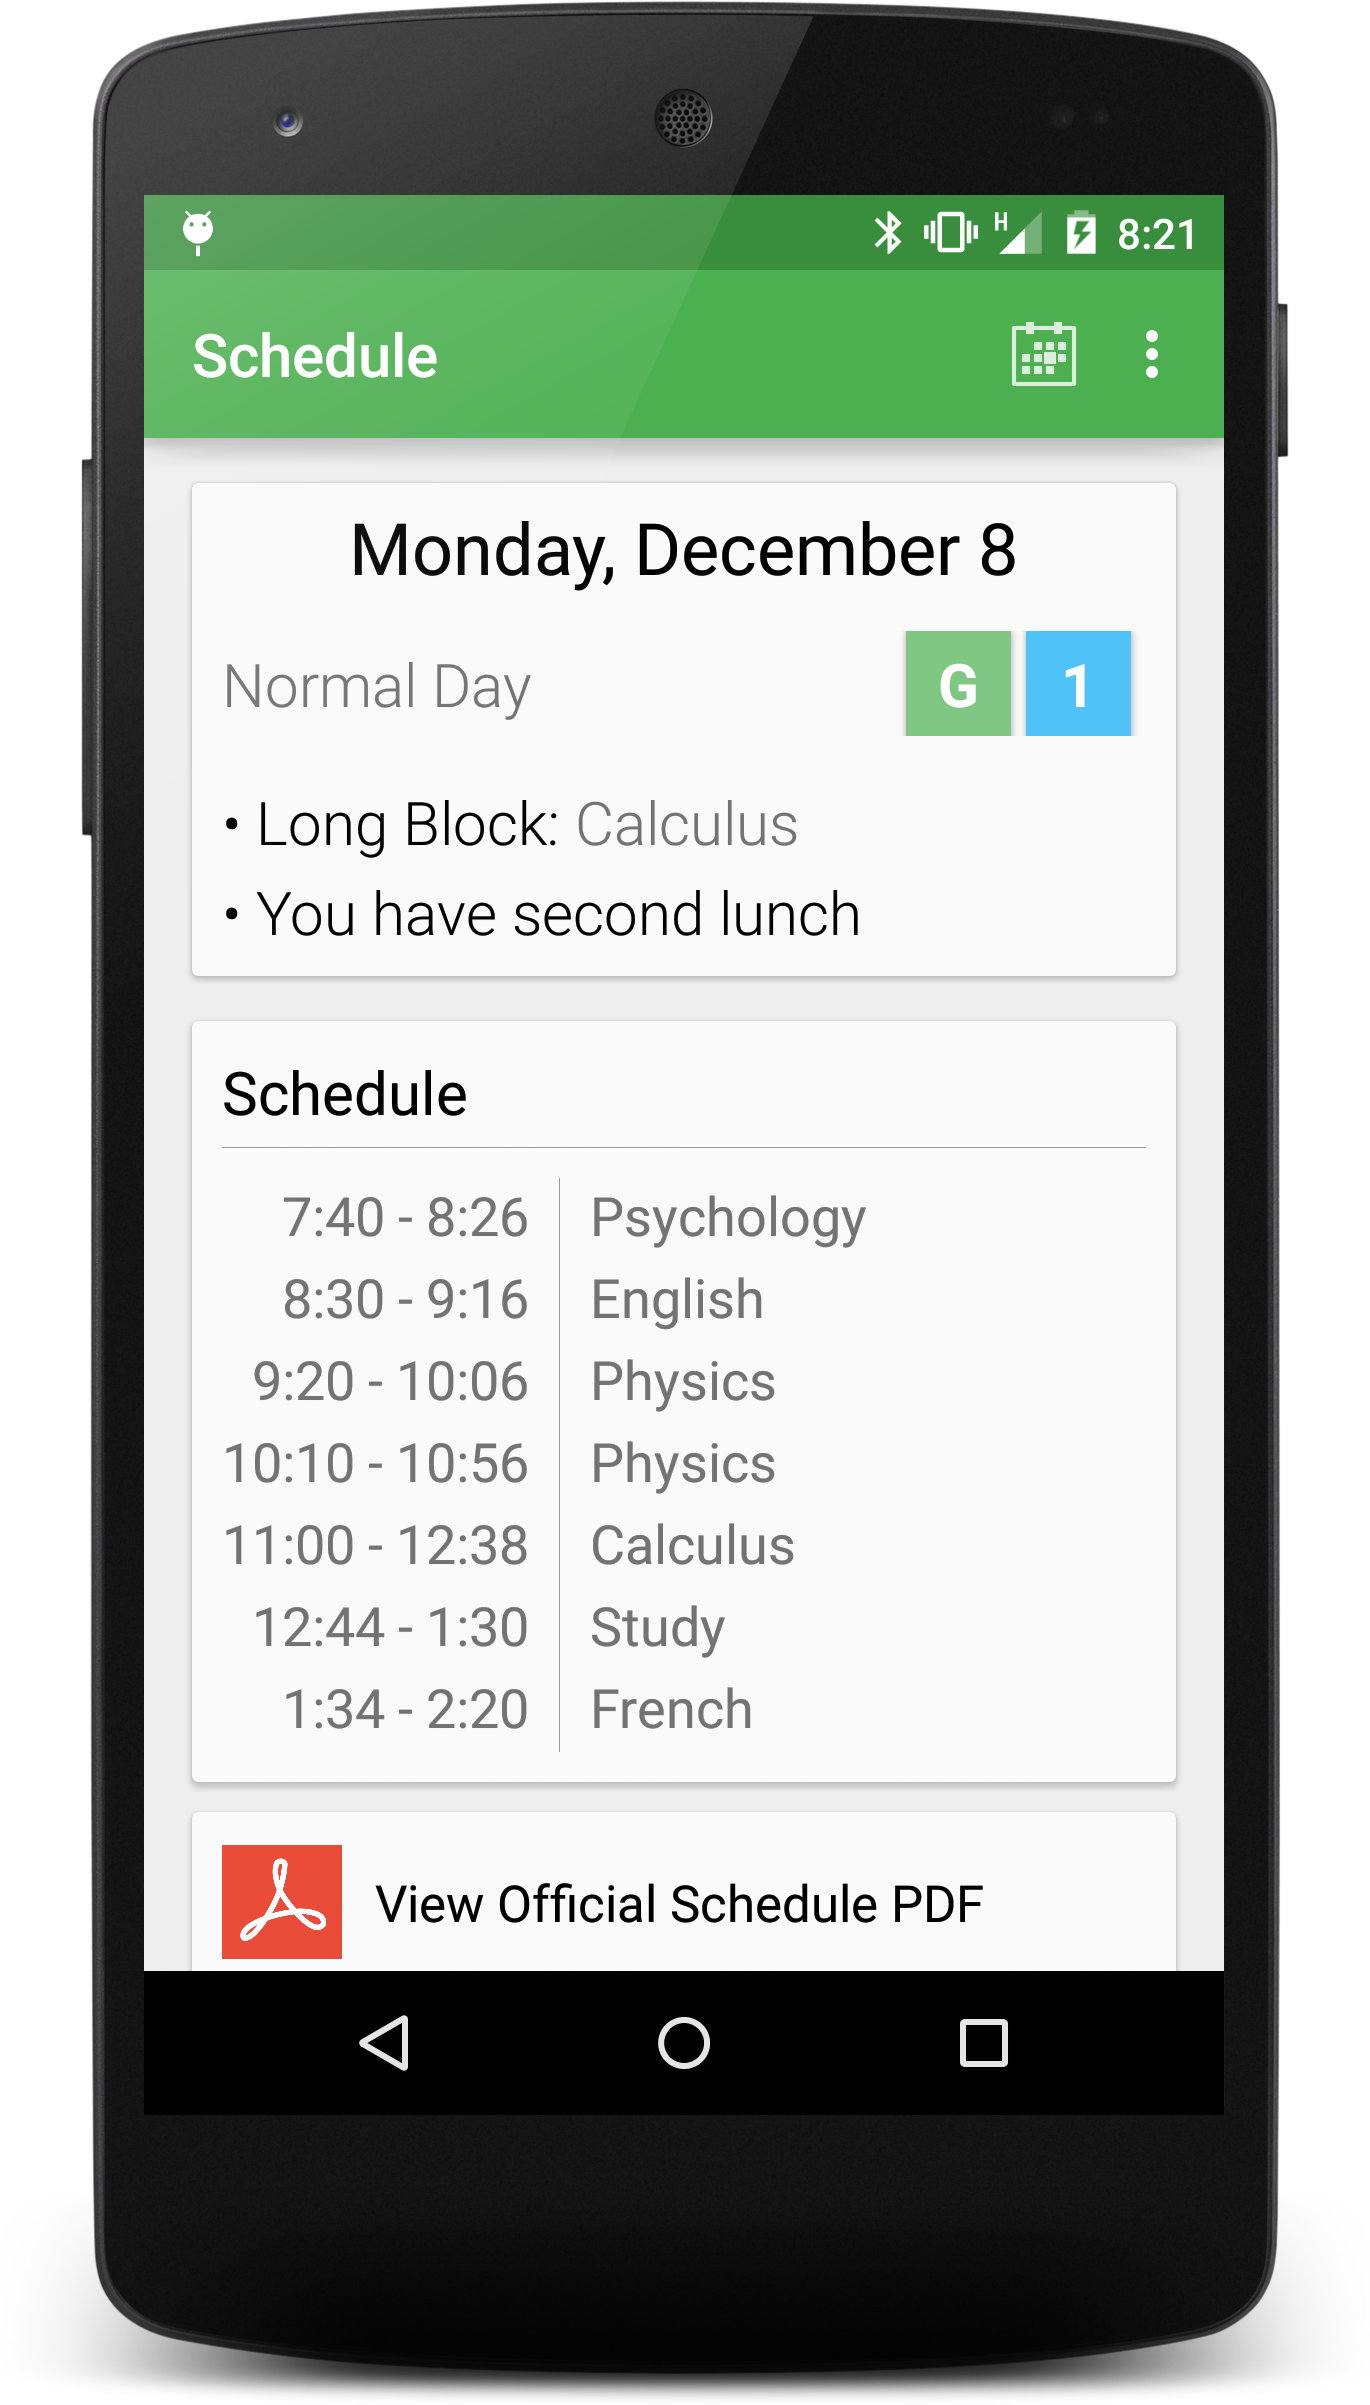 H 8:21
Schedule
Monday, December 8
Normal Day G 1
• Long Block: Calculus
• You have second lunch
Schedule
7:40 - 8:26 Psychology
8:30 - 9:16 English
9:20 - 10:06 Physics
10:10 - 10:56 Physics
11:00 - 12:38 Calculus
12:44 - 1:30 Study
1:34 - 2:20 French
View Official Schedule PDF